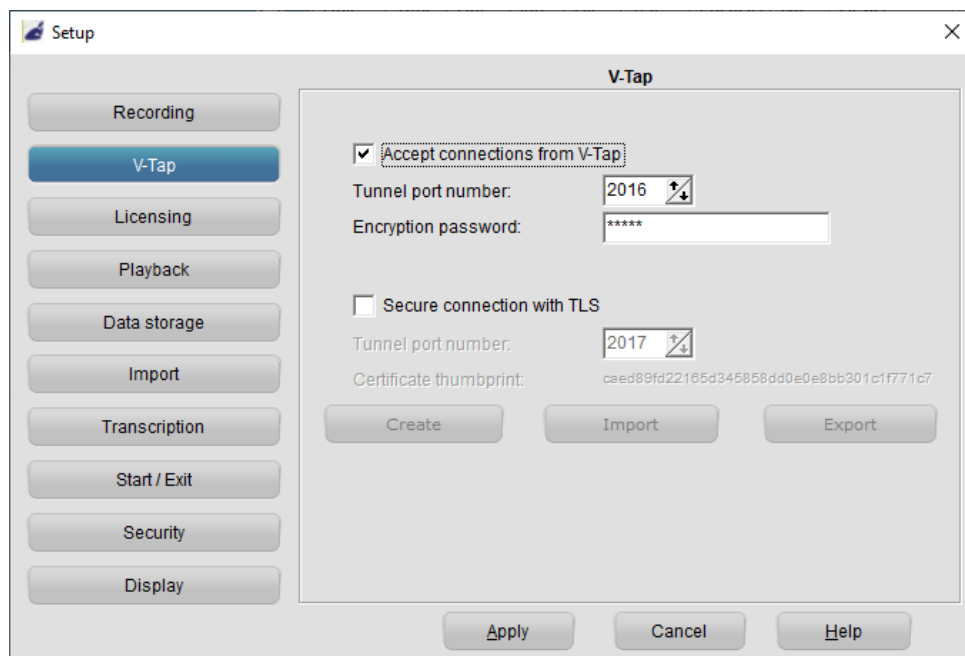 Setup
V-Tap
Recording
V-Tap
Licensing
Playback
Data storage
Import
Transcription
Start / Exit
Security
Display
Accept connections from V-Tap
Tunnel port number: 2016
Encryption password: *****
Secure connection with TLS
Tunnel port number: 2017
Certificate thumbprint: caed89fd22165d345858dd0e0e8bb301c1f771c7
Create Import Export
Apply Cancel Help